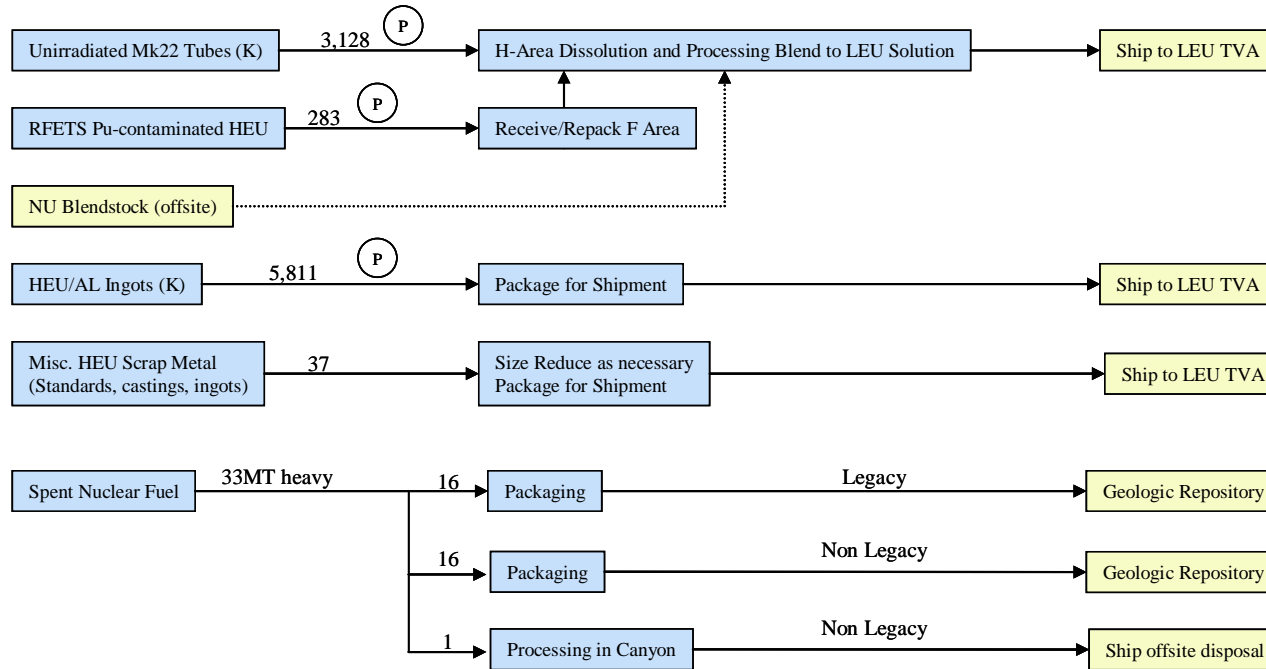 Unirradiated Mk22 Tubes (K)
3,128
P
H-Area Dissolution and Processing Blend to LEU Solution
Ship to LEU TVA
RFETS Pu-contaminated HEU
283
P
Receive/Repack F Area
NU Blendstock (offsite)
HEU/AL Ingots (K)
5,811
P
Package for Shipment
Ship to LEU TVA
Misc. HEU Scrap Metal
(Standards, castings, ingots)
37
Size Reduce as necessary
Package for Shipment
Ship to LEU TVA
Spent Nuclear Fuel
33MT heavy
16
Packaging
Legacy
Geologic Repository
16
Packaging
Non Legacy
Geologic Repository
1
Processing in Canyon
Non Legacy
Ship offsite disposal